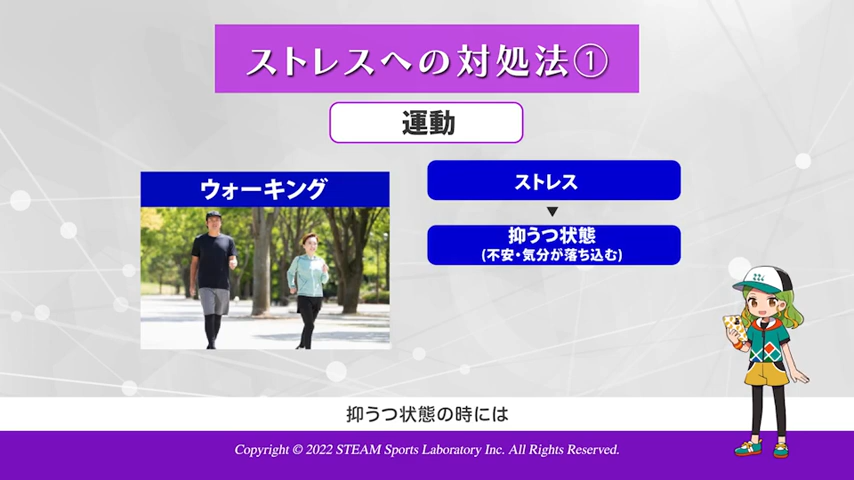 ストレスへの対処法①
運動
ウォーキング
ストレス
▼
抑うつ状態
(不安・気分が落ち込む)
抑うつ状態の時には
Copyright © 2022 STEAM Sports Laboratory Inc. All Rights Reserved.